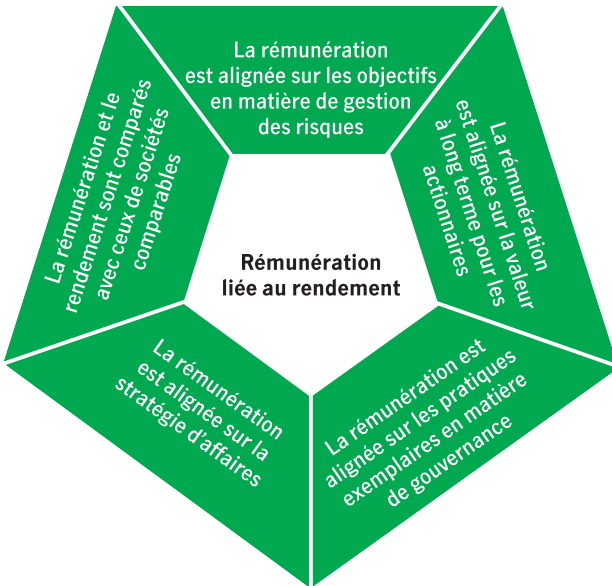 La rémunération
est alignée sur les objectifs
en matière de gestion
des risques
La rémunération
est alignée sur la valeur
à long terme pour les
actionnaires
La rémunération est
alignée sur les pratiques
exemplaires en matière
de gouvernance
La rémunération
est alignée sur la
stratégie d'affaires
La rémunération et le
rendement sont comparés
avec ceux de sociétés
comparables
Rémunération
liée au rendement